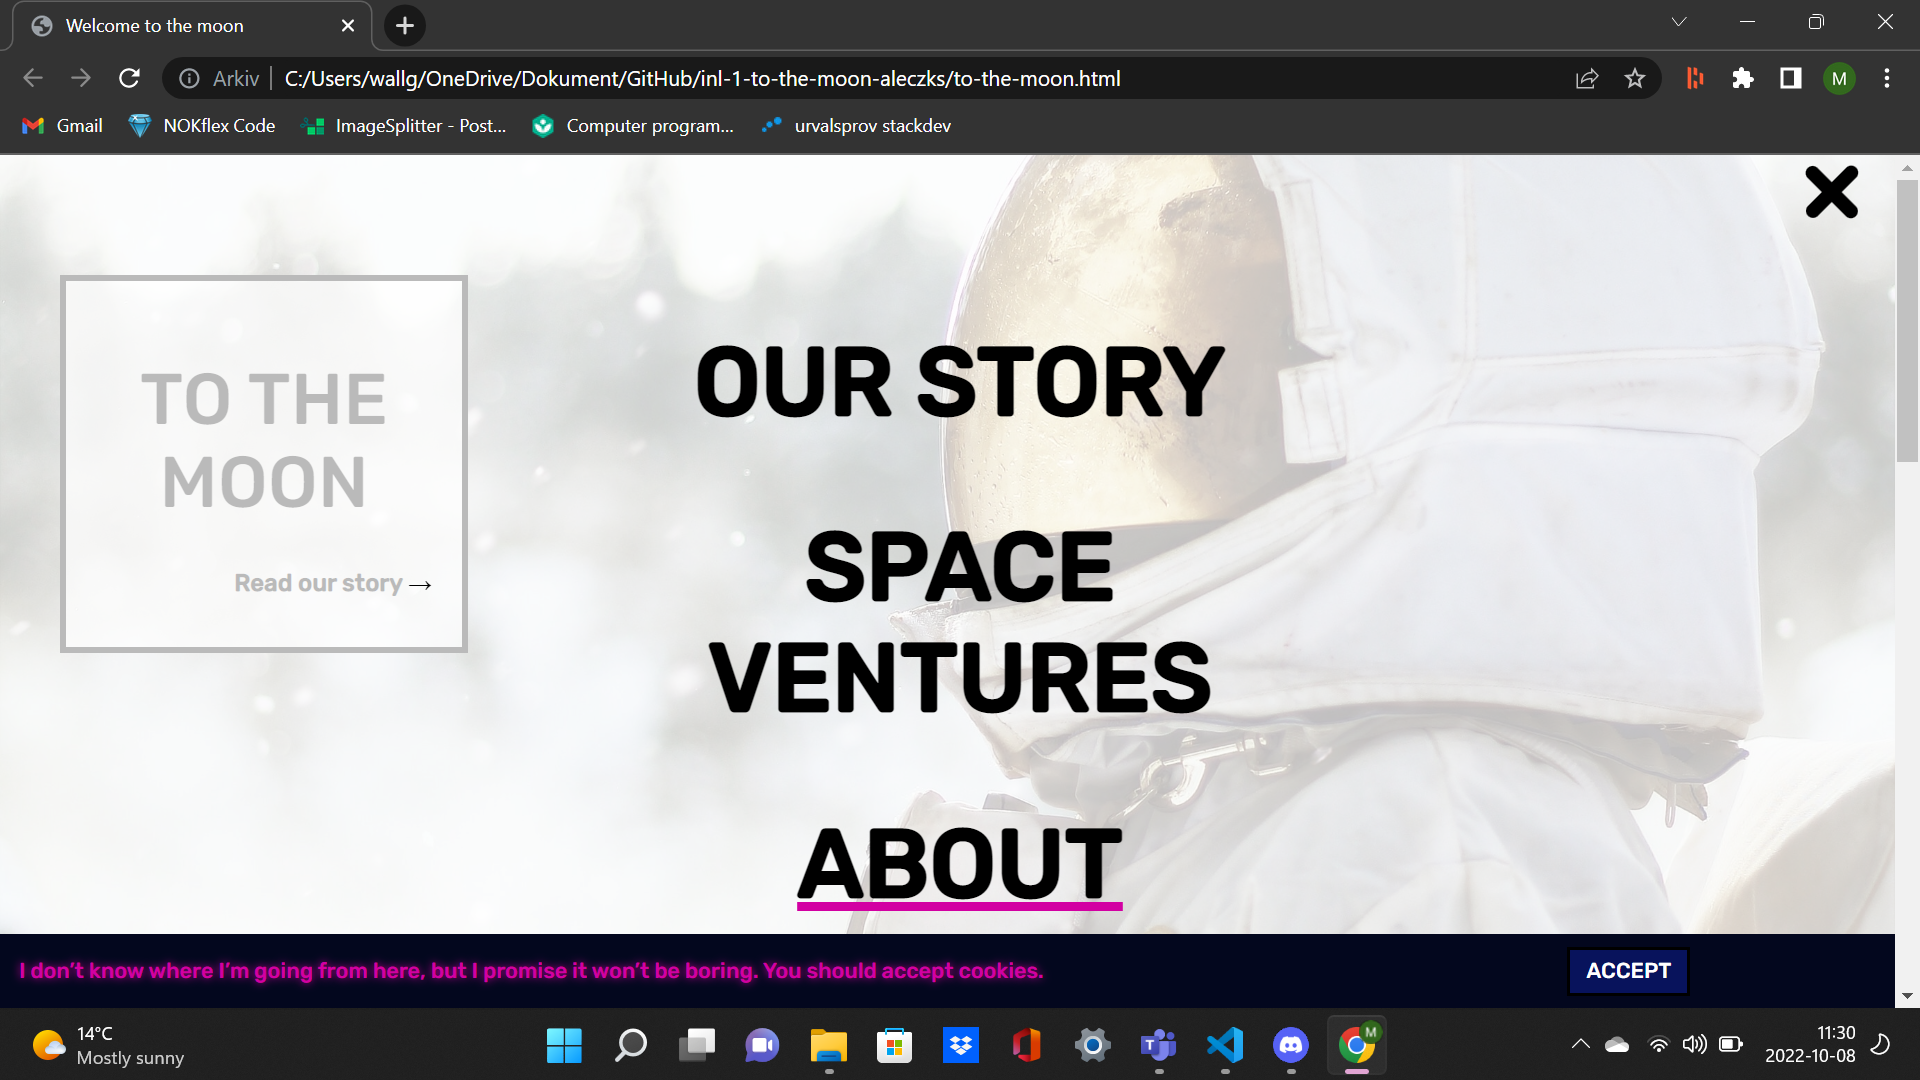 Welcome to the moon
Arkiv
C:/Users/wallg/OneDrive/Dokument/GitHub/inl-1-to-the-moon-aleczks/to-the-moon.html
M
Gmail
NOKflex Code
ImageSplitter - Post...
Computer program...
urvalsprov stackdev
TO THE
MOON
Read our story →
OUR STORY
SPACE
VENTURES
ABOUT
I don’t know where I’m going from here, but I promise it won’t be boring. You should accept cookies.
ACCEPT
14°C
Mostly sunny
T
M
11:30
2022-10-08